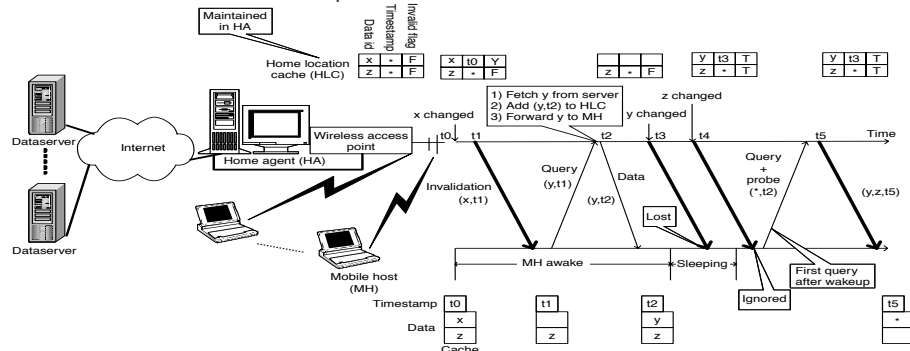 Maintained
in HA
Data id
Timestamp
Invalid flag
Home location
cache (HLC)
x * F
z * F
x t0 Y
z * F
z * F
y t3 T
z * T
y t3 T
z * T
1) Fetch y from server
2) Add (y,t2) to HLC
3) Forward y to MH
x changed
y changed
z changed
t0
t1
t2
t3
t4
t5
Time
Dataserver
Internet
Wireless access
point
Home agent (HA)
Invalidation
(x,t1)
Query
(y,t1)
Data
(y,t2)
Query
+
probe
(*,t2)
(y,z,t5)
Lost
Dataserver
Mobile host
(MH)
MH awake
Sleeping
Ignored
First query
after wakeup
Timestamp
t0
t1
t2
t5
Data
x
y
*
z
z
z
Cache